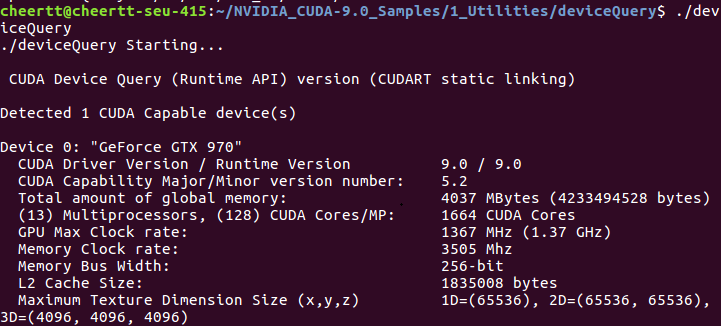 cheertt@cheertt-seu-415:~/NVIDIA_CUDA-9.0_Samples/1_Utilities/deviceQuery$ ./dev
iceQuery
./deviceQuery Starting...
CUDA Device Query (Runtime API) version (CUDART static linking)
Detected 1 CUDA Capable device(s)
Device 0: "GeForce GTX 970"
CUDA Driver Version / Runtime Version 9.0 / 9.0
CUDA Capability Major/Minor version number: 5.2
Total amount of global memory: 4037 MBytes (4233494528 bytes)
(13) Multiprocessors, (128) CUDA Cores/MP: 1664 CUDA Cores
GPU Max Clock rate: 1367 MHz (1.37 GHz)
Memory Clock rate: 3505 Mhz
Memory Bus Width: 256-bit
L2 Cache Size: 1835008 bytes
Maximum Texture Dimension Size (x,y,z) 1D=(65536), 2D=(65536, 65536),
3D=(4096, 4096, 4096)